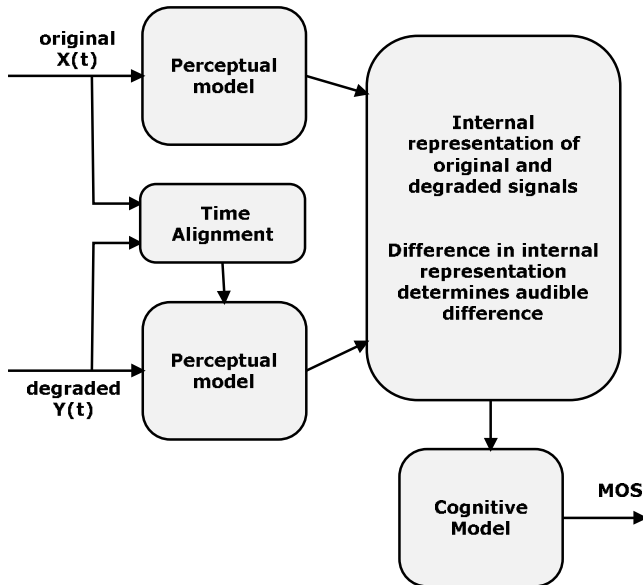 original
X(t)
Perceptual
model
Internal
representation of
original and
degraded signals
Time
Alignment
Difference in internal
representation
determines audible
difference
Perceptual
model
degraded
Y(t)
Cognitive
Model
MOS